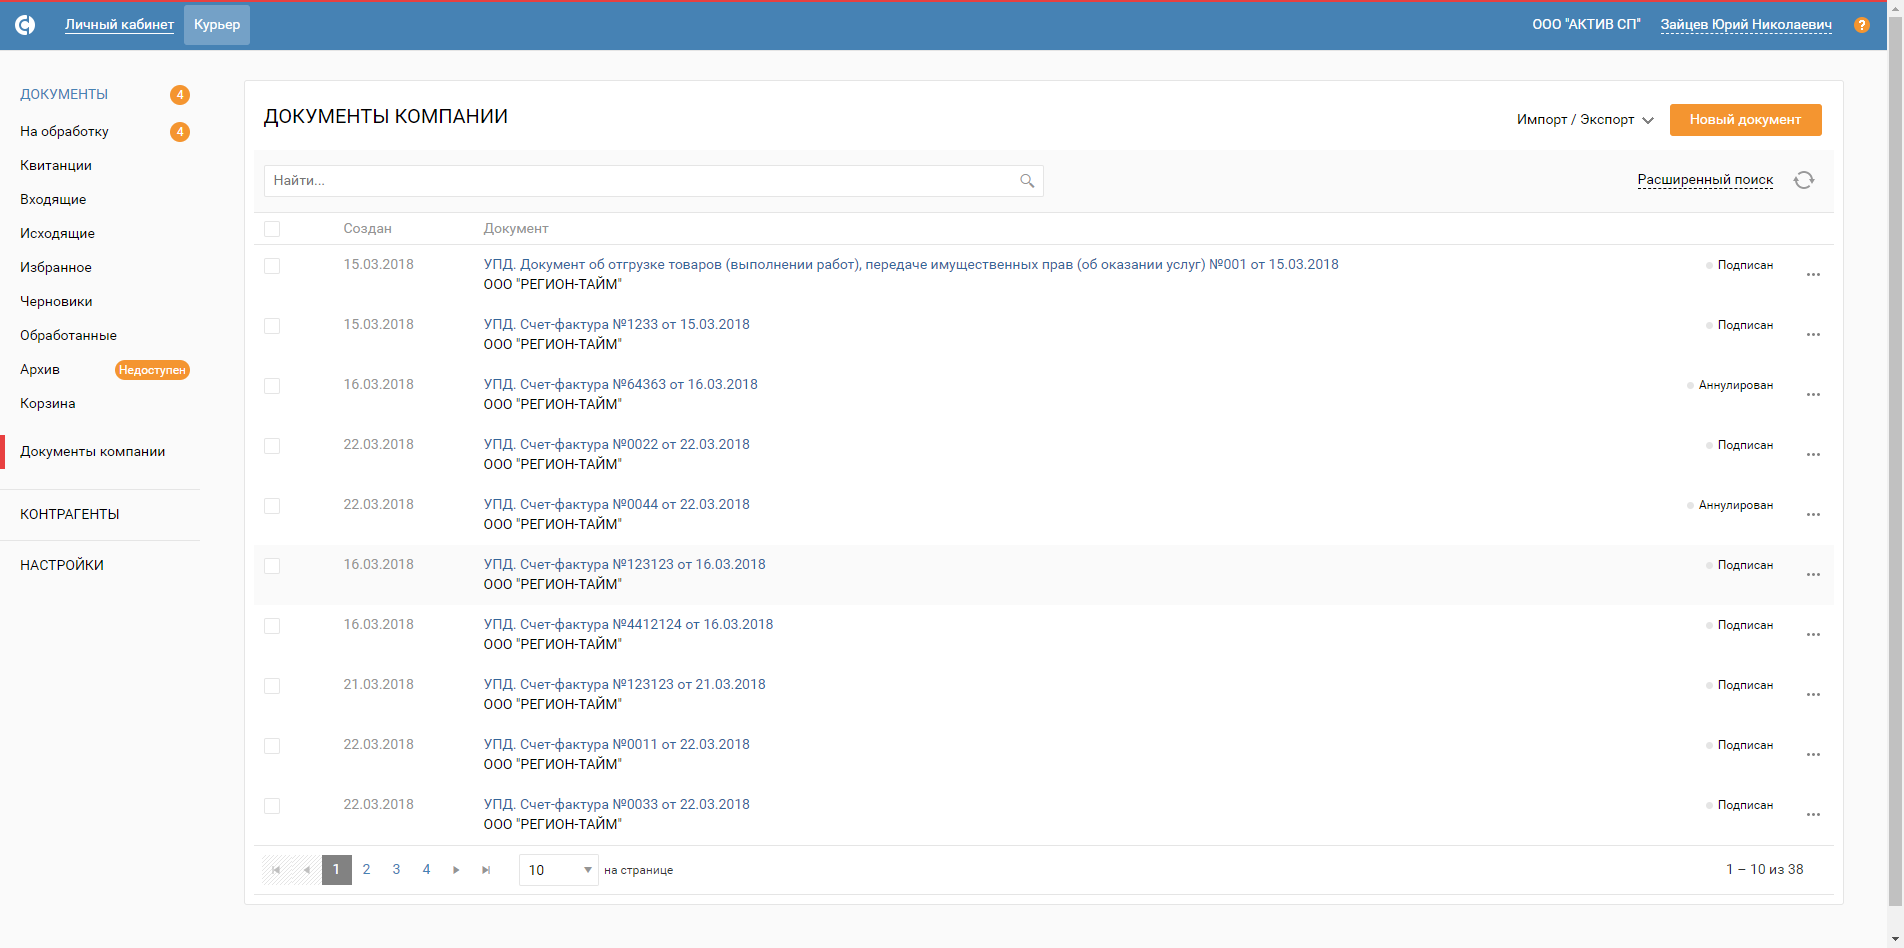 Личный кабинет Курьер ООО "АКТИВ СП" Зайцев Юрий Николаевич ?
ДОКУМЕНТЫ 4
На обработку 4
Квитанции
Входящие
Исходящие
Избранное
Черновики
Обработанные
Архив Недоступен
Корзина
Документы компании
КОНТРАГЕНТЫ
НАСТРОЙКИ
ДОКУМЕНТЫ КОМПАНИИ
Импорт / Экспорт Новый документ
Найти... Расширенный поиск
Создан Документ
15.03.2018 УПД. Документ об отгрузке товаров (выполнении работ), передаче имущественных прав (об оказании услуг) №001 от 15.03.2018 Подписан
ООО "РЕГИОН-ТАЙМ"
15.03.2018 УПД. Счет-фактура №1233 от 15.03.2018 Подписан
ООО "РЕГИОН-ТАЙМ"
16.03.2018 УПД. Счет-фактура №64363 от 16.03.2018 Аннулирован
ООО "РЕГИОН-ТАЙМ"
22.03.2018 УПД. Счет-фактура №0022 от 22.03.2018 Подписан
ООО "РЕГИОН-ТАЙМ"
22.03.2018 УПД. Счет-фактура №0044 от 22.03.2018 Аннулирован
ООО "РЕГИОН-ТАЙМ"
16.03.2018 УПД. Счет-фактура №123123 от 16.03.2018 Подписан
ООО "РЕГИОН-ТАЙМ"
16.03.2018 УПД. Счет-фактура №4412124 от 16.03.2018 Подписан
ООО "РЕГИОН-ТАЙМ"
21.03.2018 УПД. Счет-фактура №123123 от 21.03.2018 Подписан
ООО "РЕГИОН-ТАЙМ"
22.03.2018 УПД. Счет-фактура №0011 от 22.03.2018 Подписан
ООО "РЕГИОН-ТАЙМ"
22.03.2018 УПД. Счет-фактура №0033 от 22.03.2018 Подписан
ООО "РЕГИОН-ТАЙМ"
1 2 3 4 10 на странице 1 – 10 из 38